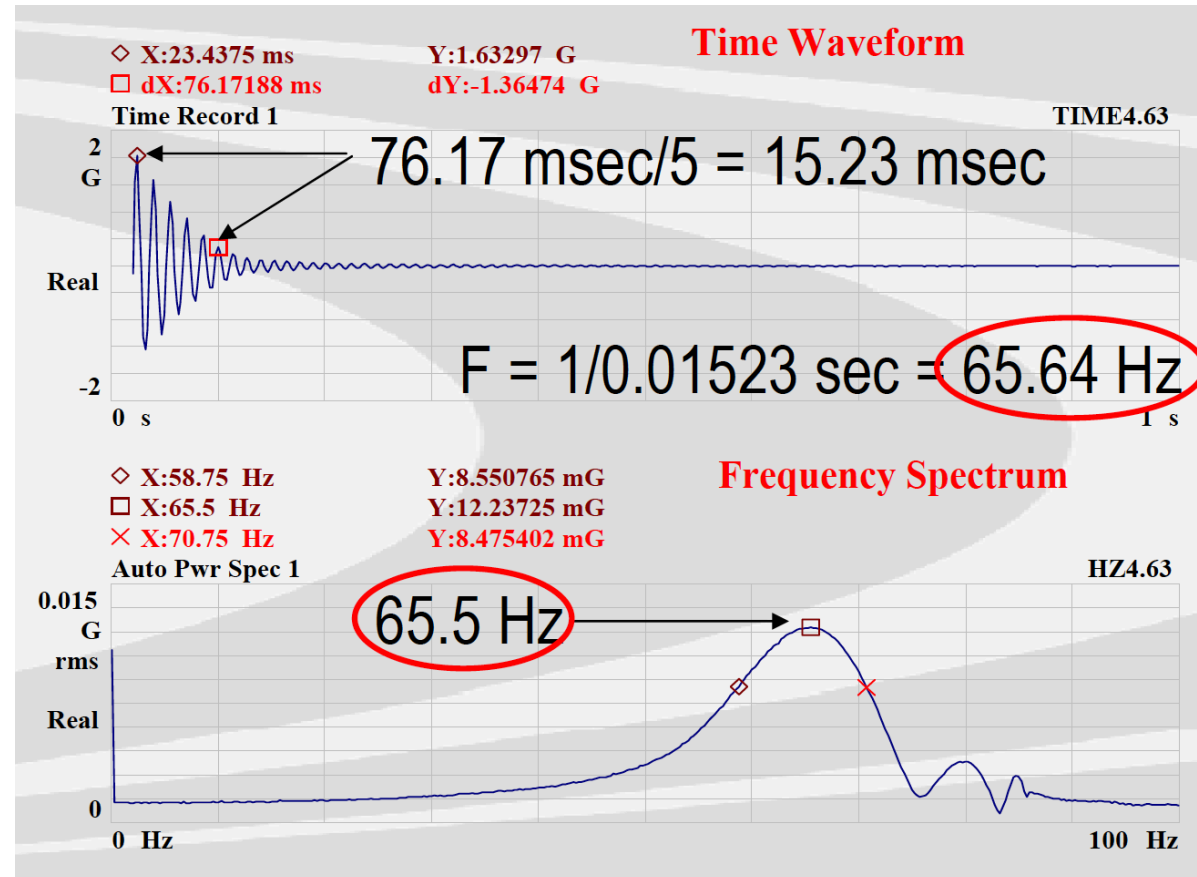 Time Waveform
◇ X:23.4375 ms Y:1.63297 G
□ dX:76.17188 ms dY:-1.36474 G
Time Record 1 TIME4.63
2
G
76.17 msec/5 = 15.23 msec
Real
F = 1/0.01523 sec = 65.64 Hz
-2
0 s 1 s
Frequency Spectrum
◇ X:58.75 Hz Y:8.550765 mG
□ X:65.5 Hz Y:12.23725 mG
× X:70.75 Hz Y:8.475402 mG
Auto Pwr Spec 1 HZ4.63
0.015
G
65.5 Hz
rms
Real
0
0 Hz 100 Hz